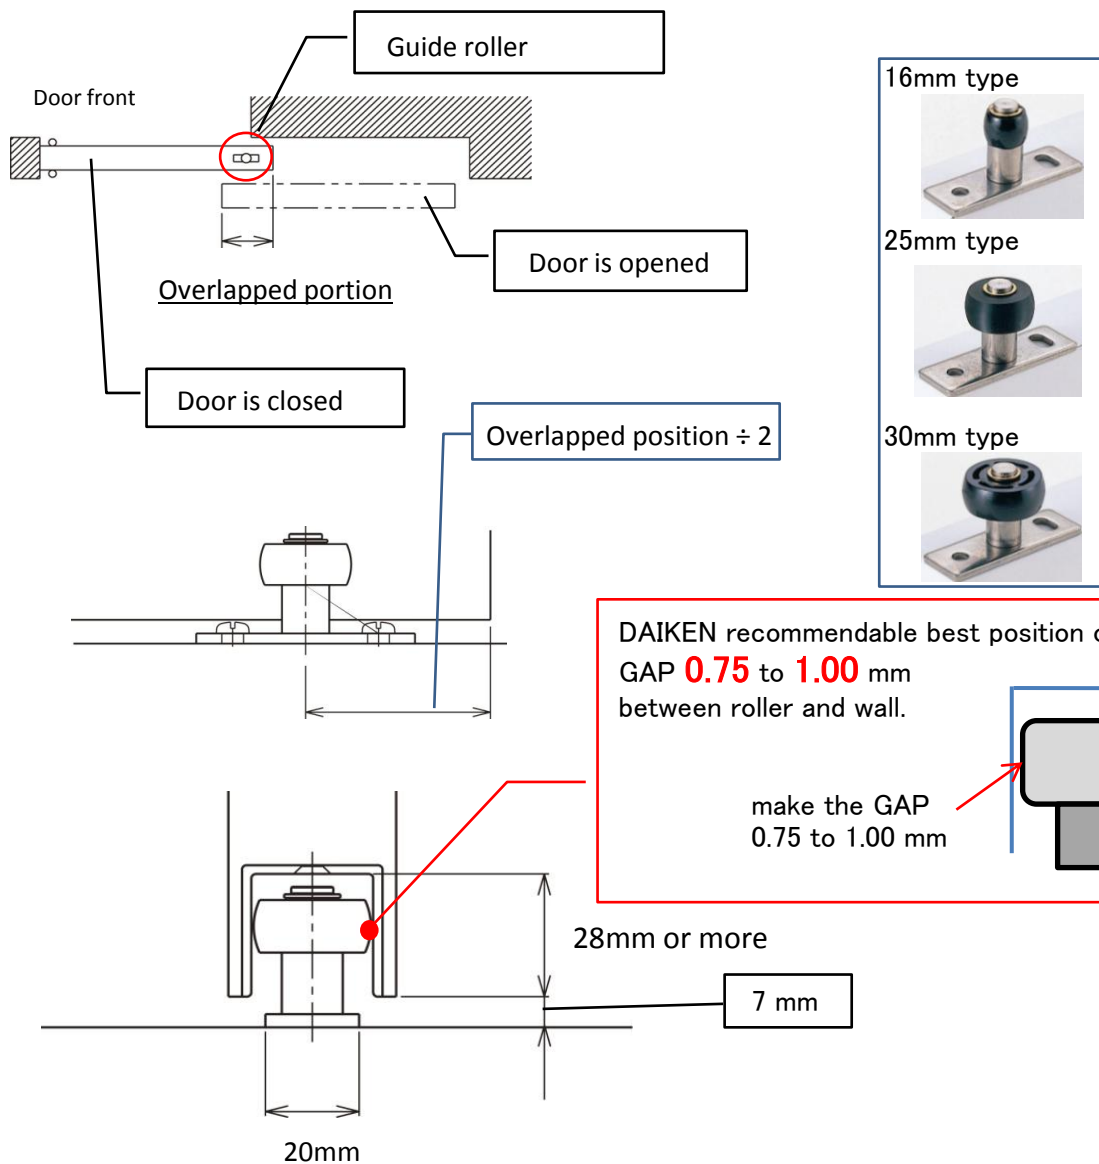 Guide roller
Door front
16mm type
25mm type
Door is opened
Overlapped portion
Door is closed
Overlapped position ÷ 2
30mm type
DAIKEN recommendable best position
GAP 0.75 to 1.00 mm
between roller and wall.
make the GAP
0.75 to 1.00 mm
28mm or more
7 mm
20mm